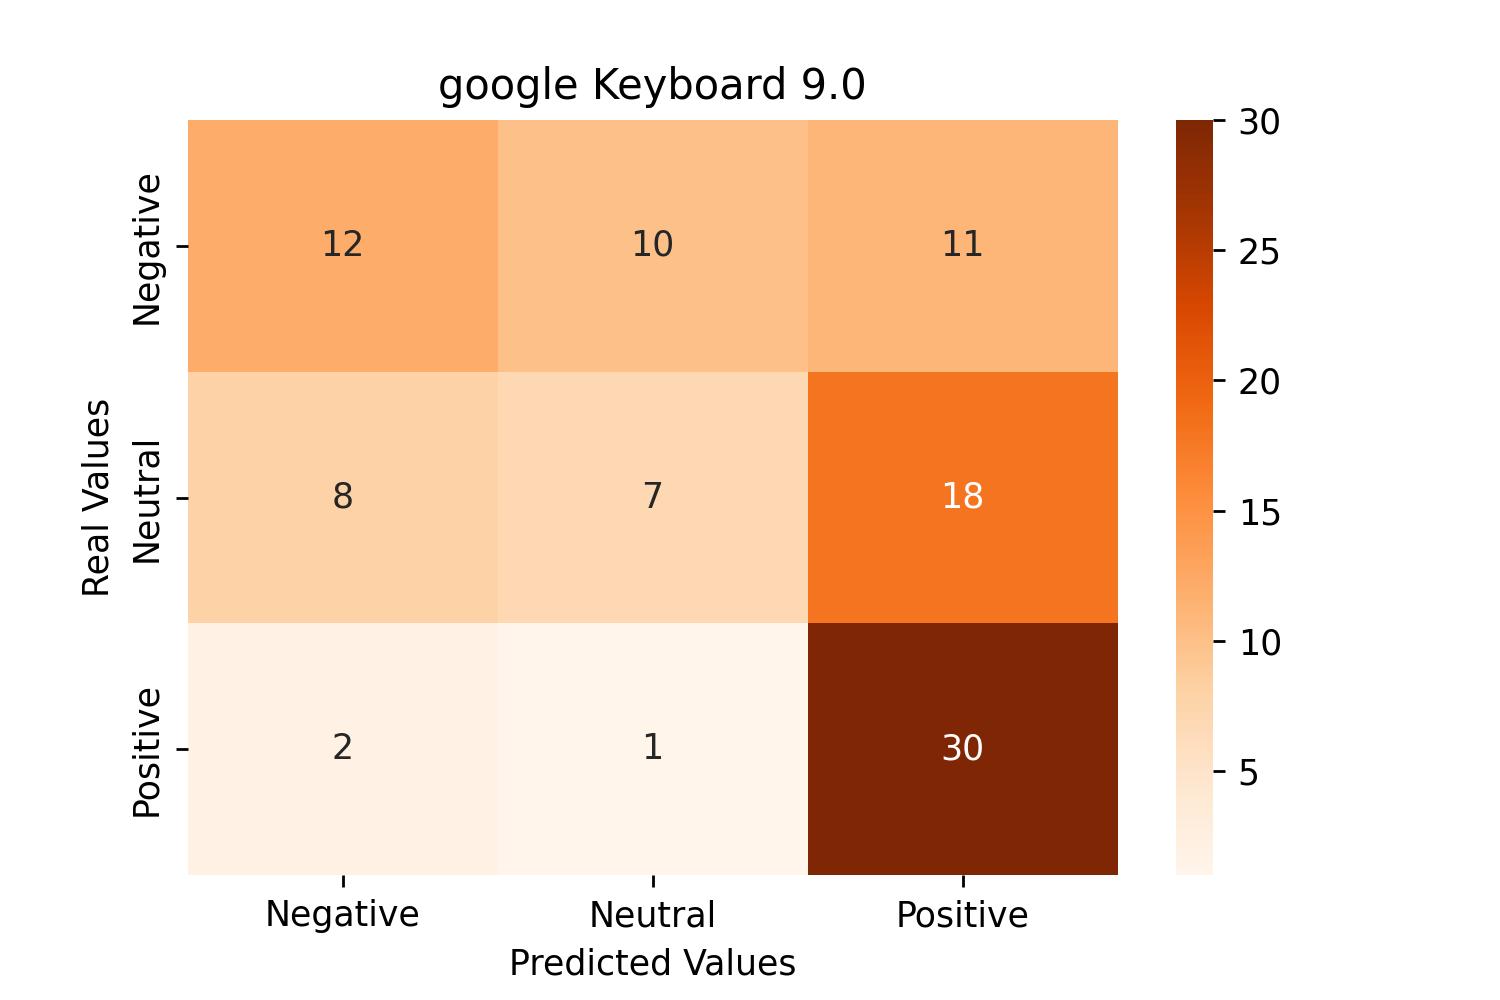 google Keyboard 9.0
30
25
20
15
10
5
Real Values
Negative
12 10 11
Neutral
8 7 18
Positive
2 1 30
Negative Neutral Positive
Predicted Values